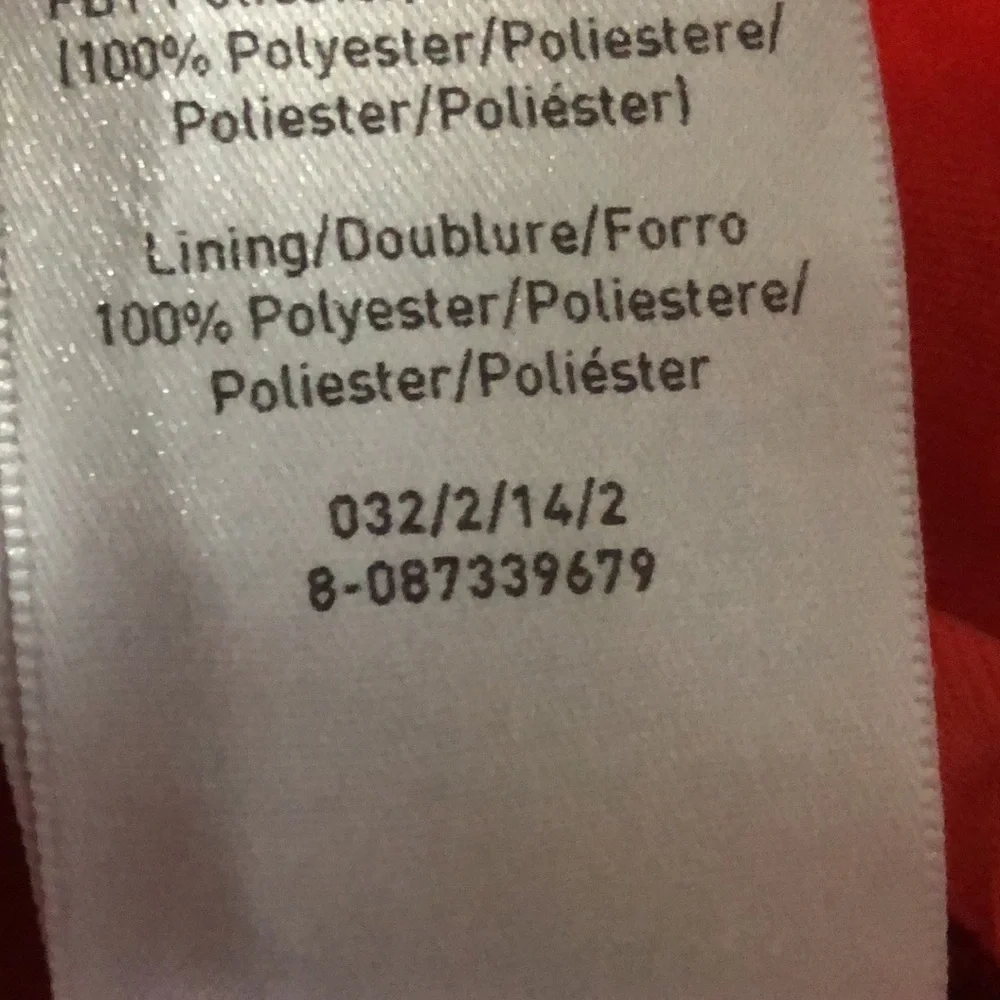 (100% Polyester/Poliestere/
Poliester/Poliéster)
Lining/Doublure/Forro
100% Polyester/Poliestere/
Poliester/Poliéster
032/2/14/2
8-087339679